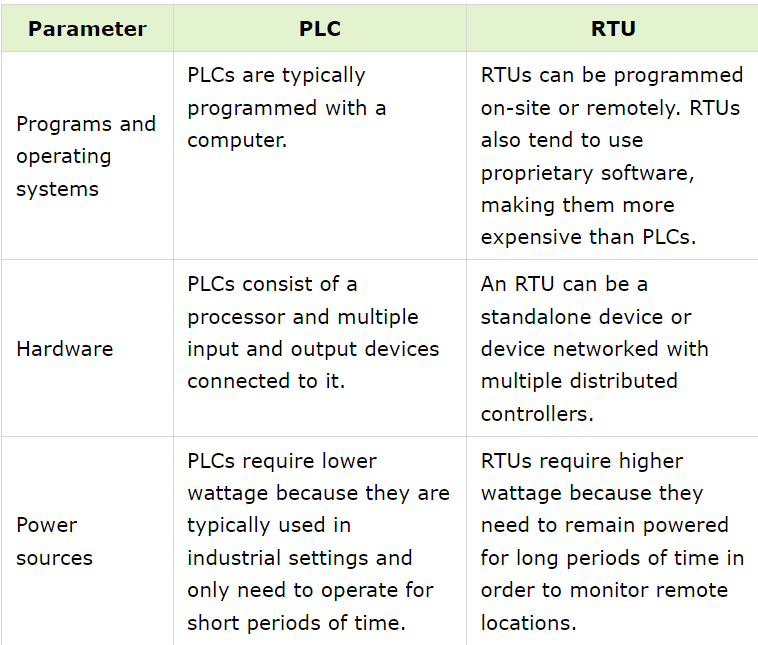 Parameter PLC RTU
Programs and
operating
systems
PLCs are typically
programmed with a
computer.
RTUs can be programmed
on-site or remotely. RTUs
also tend to use
proprietary software,
making them more
expensive than PLCs.
Hardware
PLCs consist of a
processor and multiple
input and output devices
connected to it.
An RTU can be a
standalone device or
device networked with
multiple distributed
controllers.
Power
sources
PLCs require lower
wattage because they are
typically used in
industrial settings and
only need to operate for
short periods of time.
RTUs require higher
wattage because they
need to remain powered
for long periods of time in
order to monitor remote
locations.